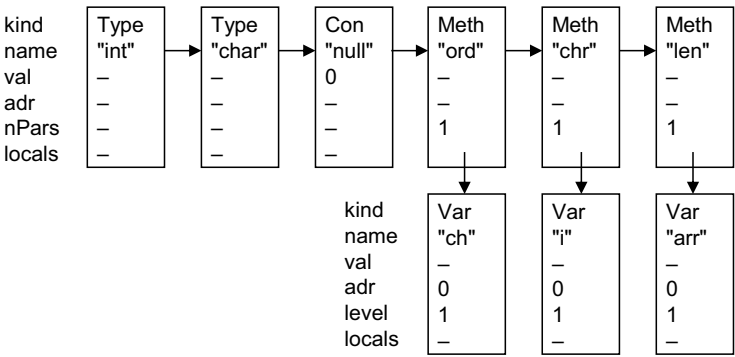 kind Type Type Con Meth Meth Meth
name "int" "char" "null" "ord" "chr" "len"
val – – 0 – – –
adr – – – – – –
nPars – – – 1 1 1
locals – – –
kind Var Var Var
name "ch" "i" "arr"
val – – –
adr 0 0 0
level 1 1 1
locals – – –